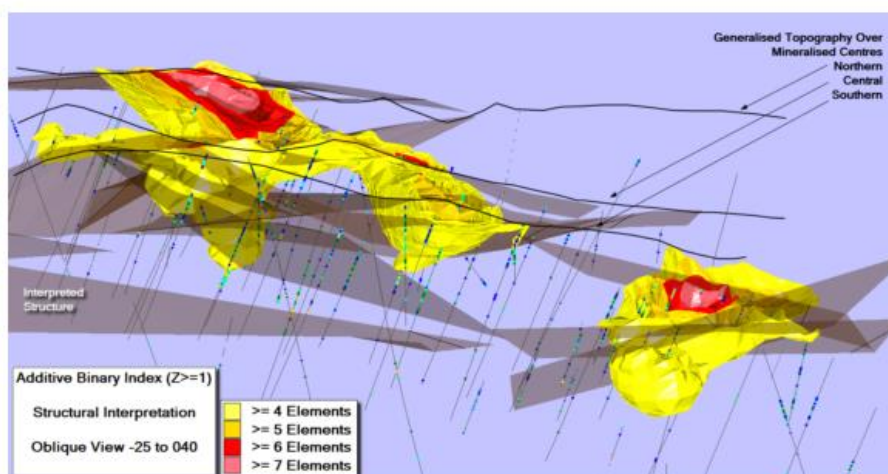 Generalised Topography Over
Mineralised Centres
Northern
Central
Southern
Interpreted
Structure
Additive Binary Index (Z>=1)
Structural Interpretation
Oblique View -25 to 040
>= 4 Elements
>= 5 Elements
>= 6 Elements
>= 7 Elements